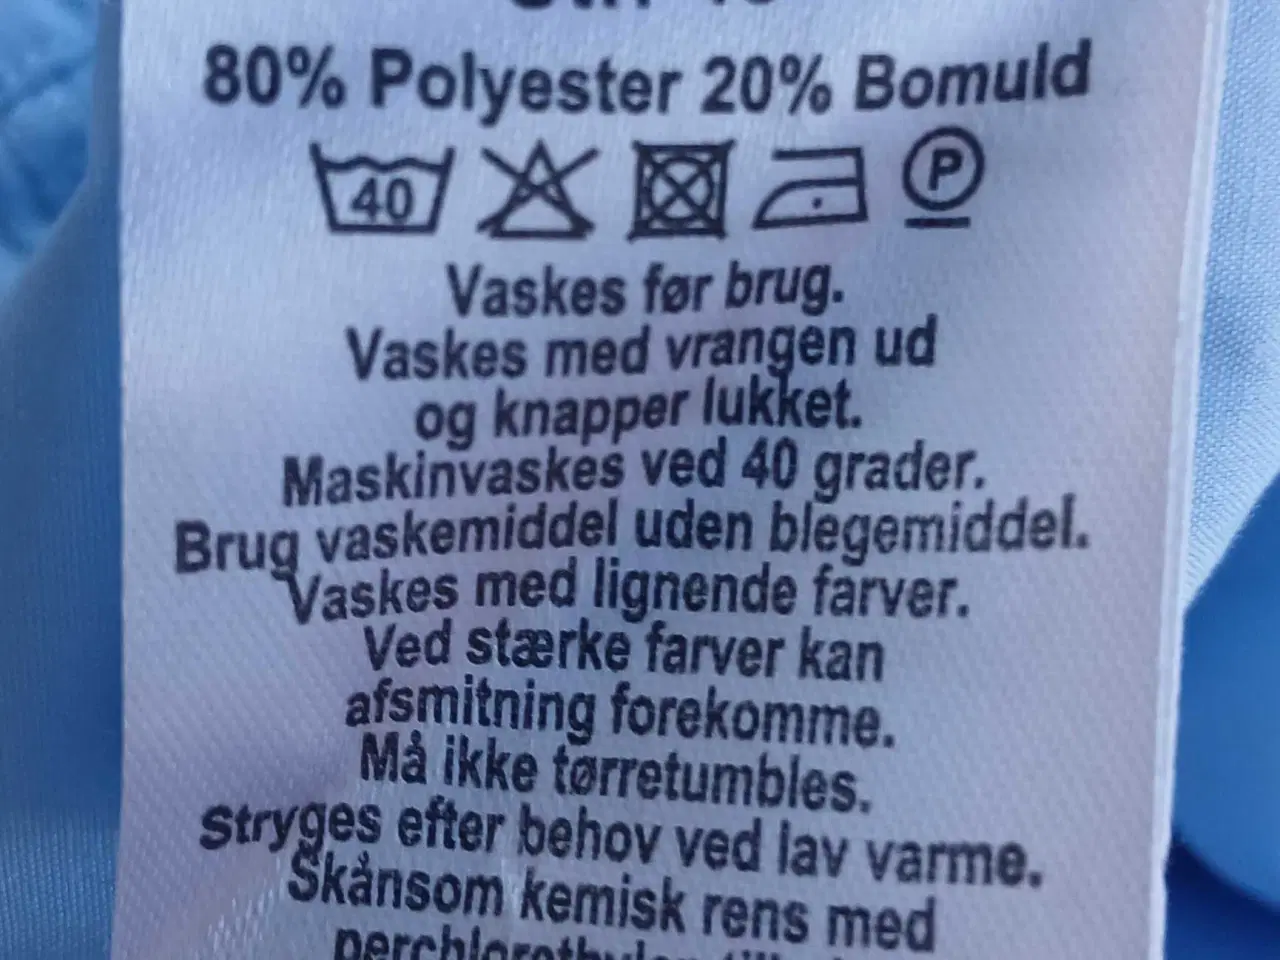 80% Polyester 20% Bomuld
40 P
Vaskes før brug.
Vaskes med vrangen ud
og knapper lukket.
Maskinvaskes ved 40 grader.
Brug vaskemiddel uden blegemiddel.
Vaskes med lignende farver.
Ved stærke farver kan
afsmitning forekomme.
Må ikke tørretumbles.
Stryges efter behov ved lav varme.
Skånsom kemisk rens med